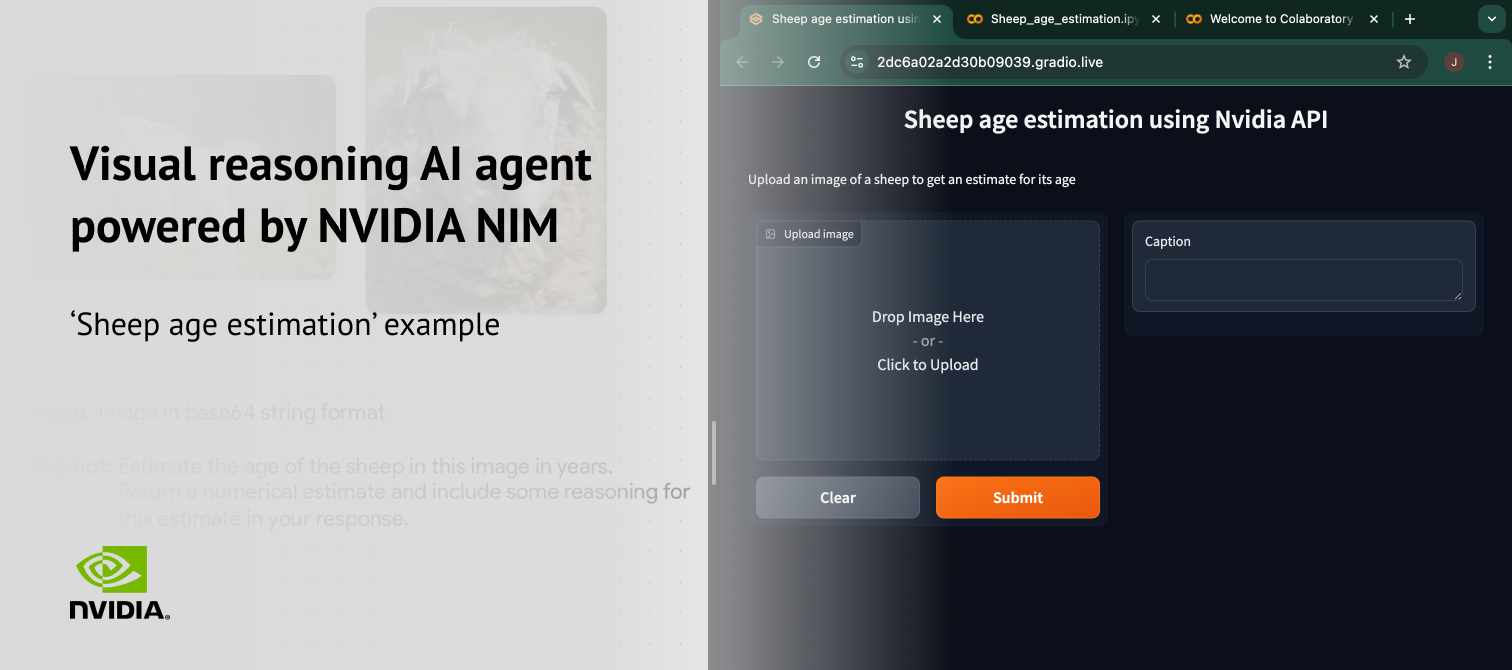 Visual reasoning AI agent
powered by NVIDIA NIM
‘Sheep age estimation’ example
Input: Image in base64 string format
Prompt: Estimate the age of the sheep in this image in years.
Return a numerical estimate and include some reasoning for
this estimate in your response.
NVIDIA®
Sheep age estimation usin
Sheep_age_estimation.ipy
Welcome to Colaboratory
2dc6a02a2d30b09039.gradio.live
J
Sheep age estimation using Nvidia API
Upload an image of a sheep to get an estimate for its age
Upload image
Drop Image Here
- or -
Click to Upload
Clear
Submit
Caption